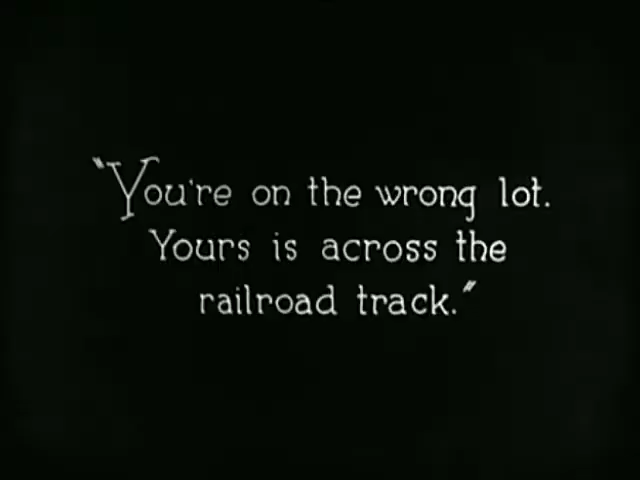 "You're on the wrong lot.
Yours is across the
railroad track."